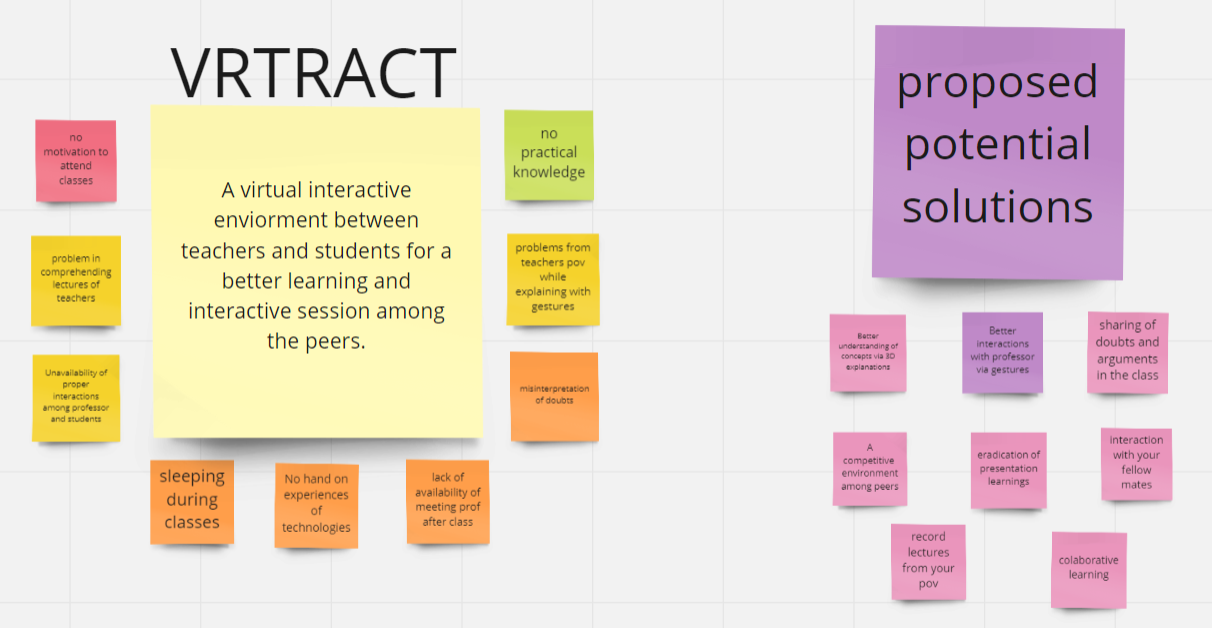 VRTRACT
no
motivation to
attend
classes
problem in
comprehending
lectures of
teachers
Unavailability of
proper
interactions
among professor
and students
A virtual interactive
enviorment between
teachers and students for a
better learning and
interactive session among
the peers.
no
practical
knowledge
problems from
teachers pov
while
explaining with
gestures
misinterpretation
of doubts
sleeping
during
classes
No hand on
experiences
of
technologies
lack of
availability of
meeting prof
after class
proposed
potential
solutions
Better
understanding of
concepts via 3D
explanations
Better
interactions
with professor
via gestures
sharing of
doubts and
arguments
in the class
A
competitive
environment
among peers
eradication of
presentation
learnings
interaction
with your
fellow
mates
record
lectures
from your
pov
colaborative
learning